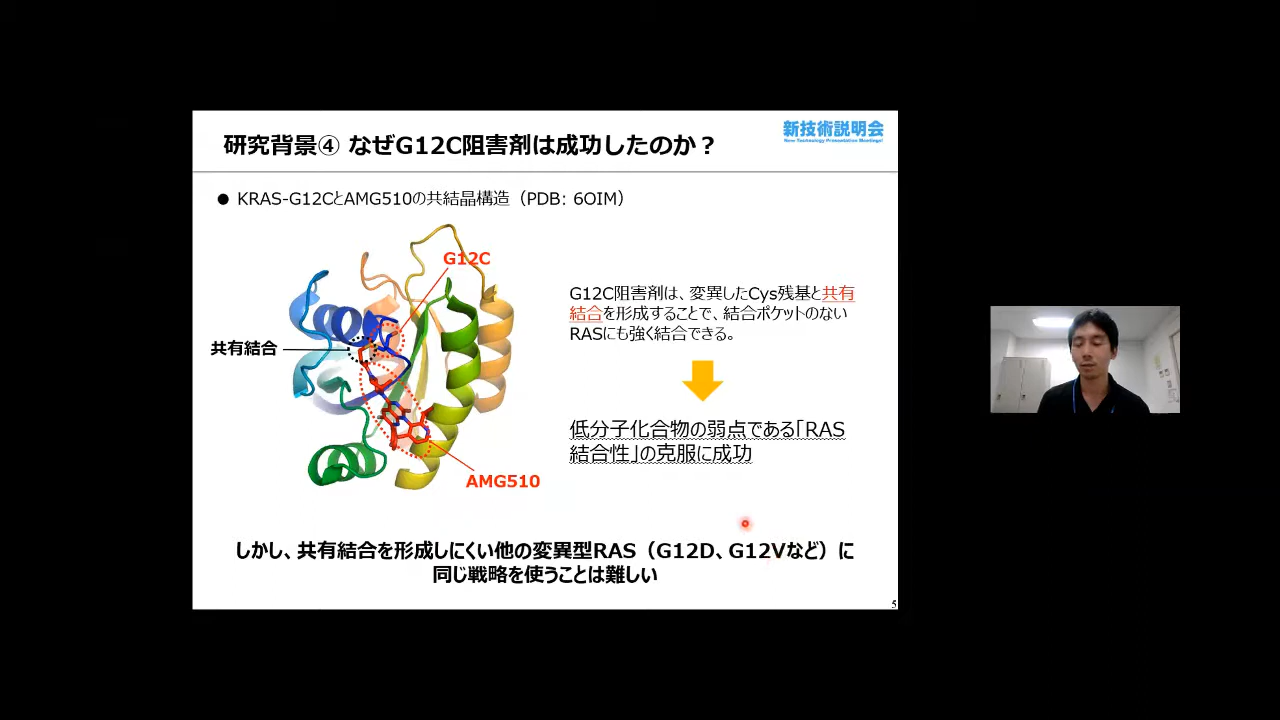 研究背景④ なぜG12C阻害剤は成功したのか？
新技術説明会
New Technology Presentation Meetings!
● KRAS-G12CとAMG510の共結晶構造（PDB: 6OIM）
G12C
共有結合
AMG510
G12C阻害剤は、変異したCys残基と共有
結合を形成することで、結合ポケットのない
RASにも強く結合できる。
低分子化合物の弱点である「RAS
結合性」の克服に成功
しかし、共有結合を形成しにくい他の変異型RAS（G12D、G12Vなど）に
同じ戦略を使うことは難しい
5